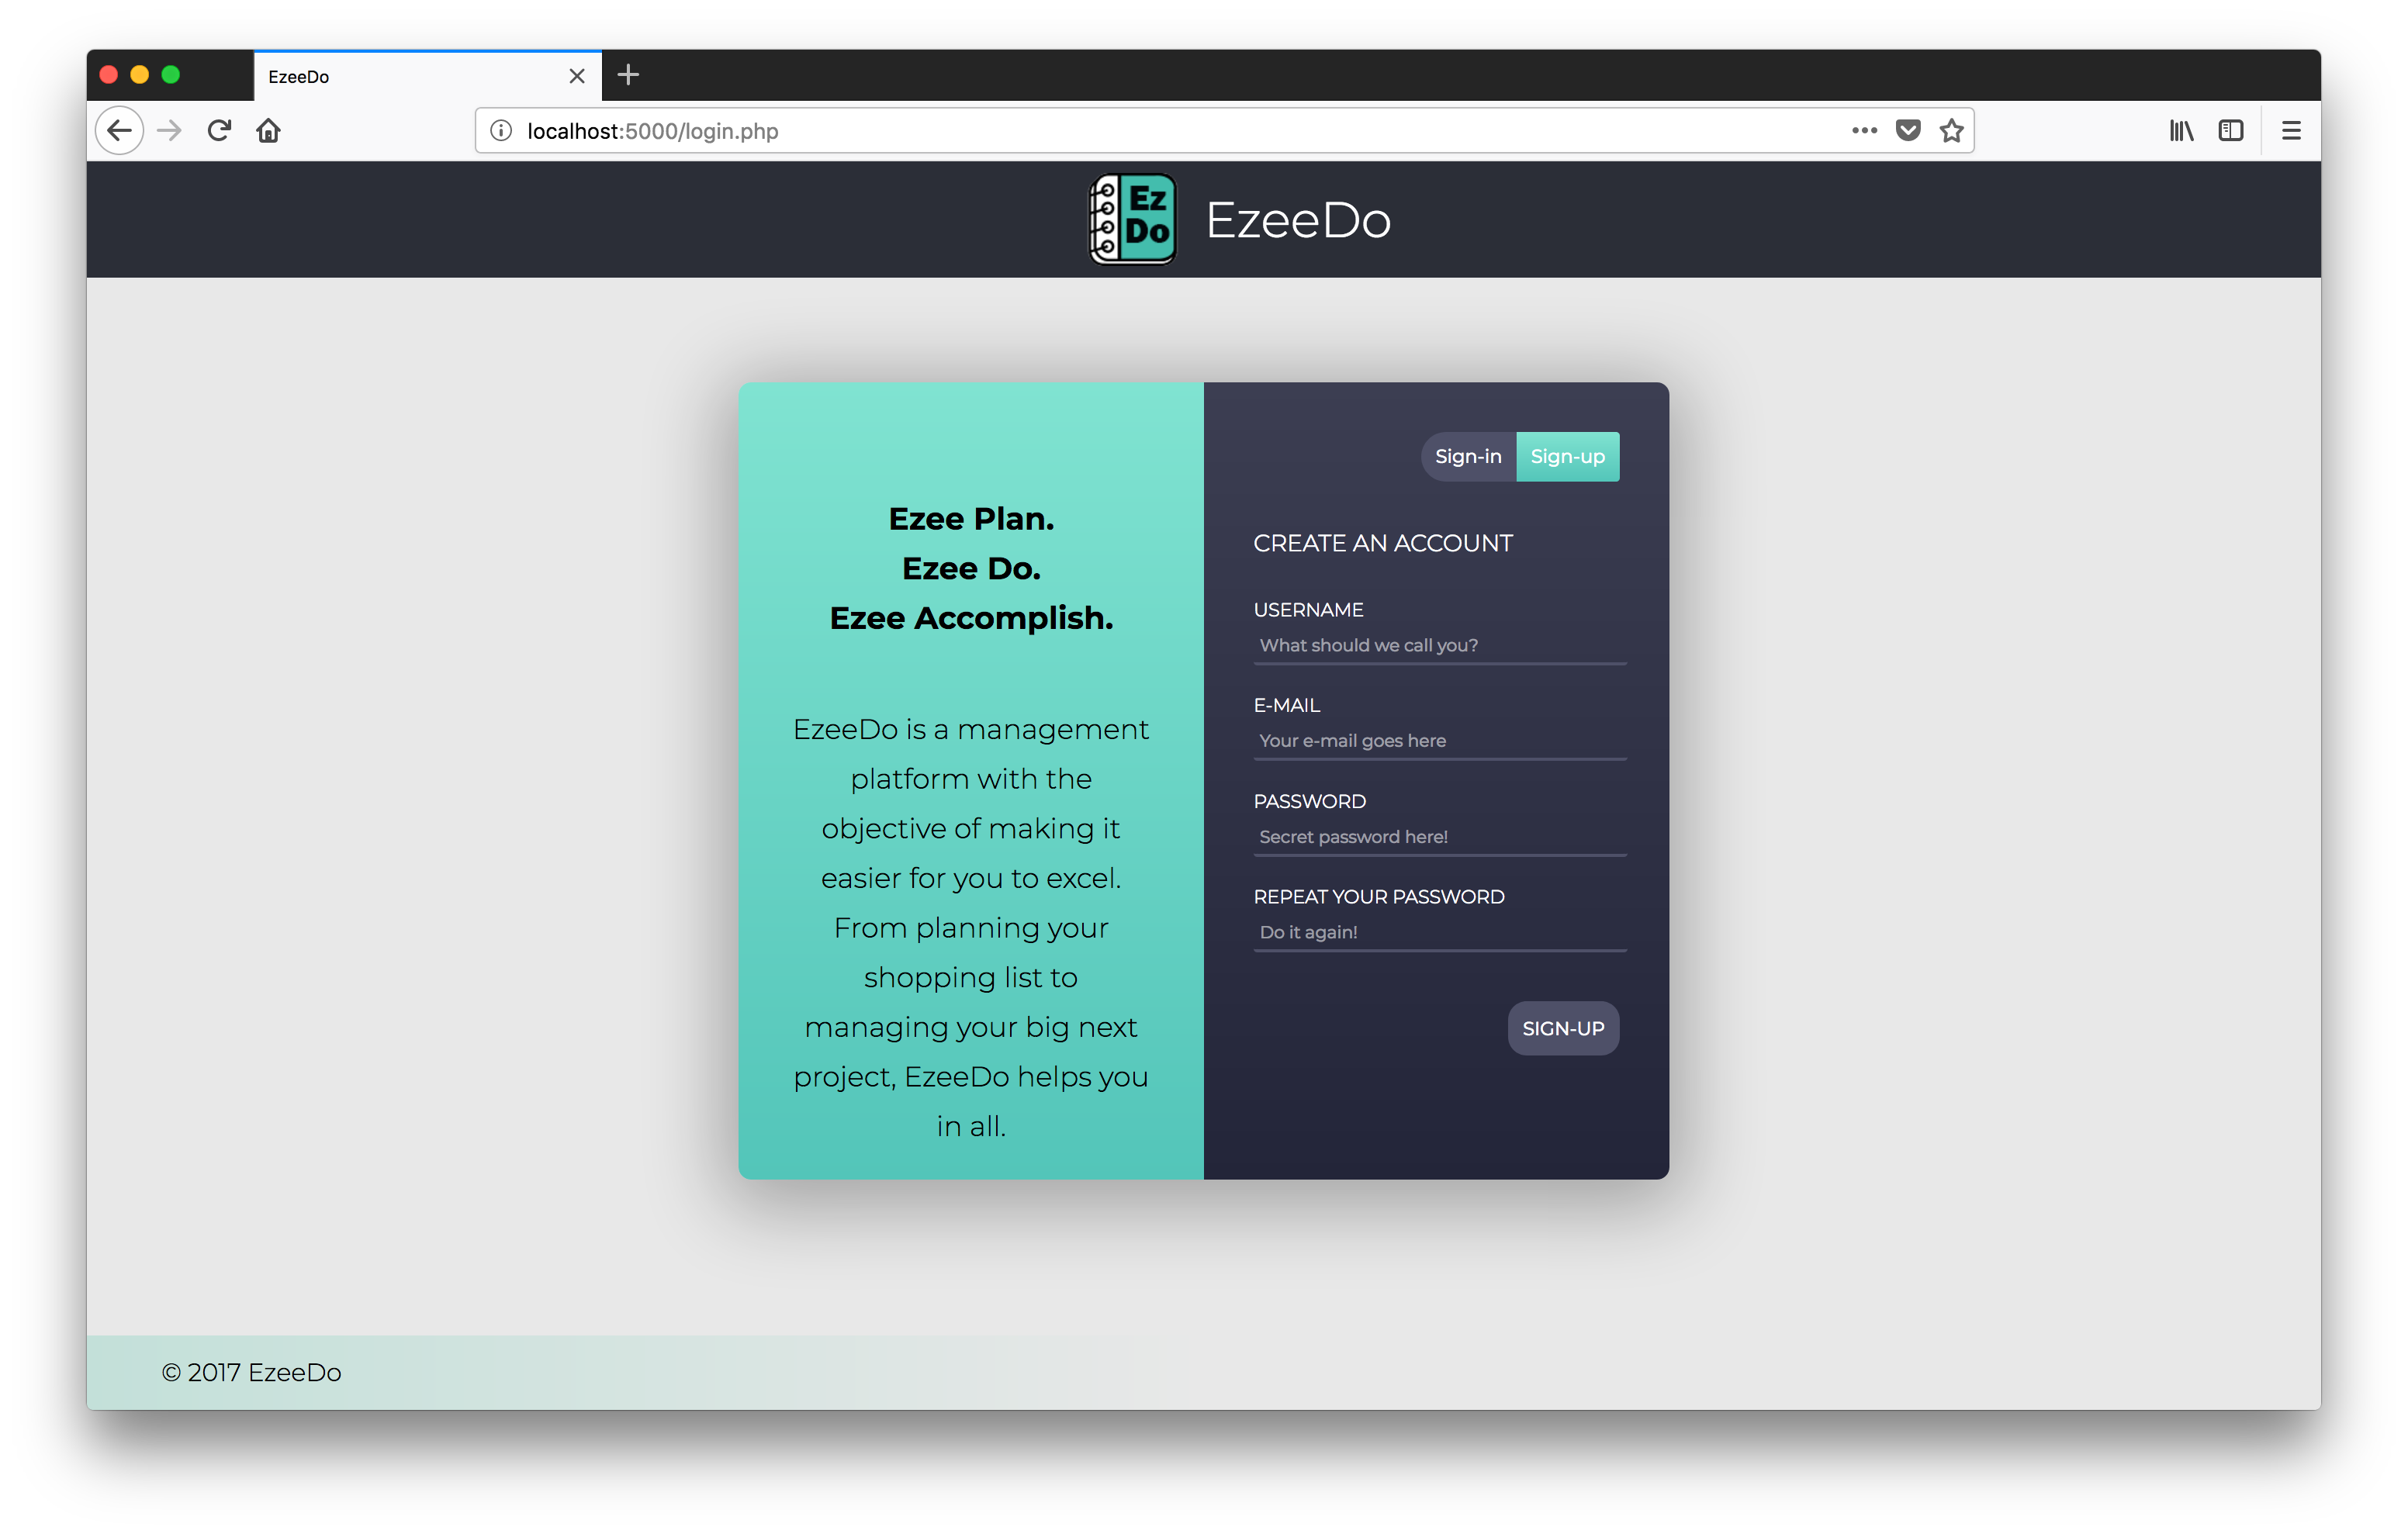 EzeeDo
localhost:5000/login.php
Ez
Do
EzeeDo
Ezee Plan.
Ezee Do.
Ezee Accomplish.
EzeeDo is a management
platform with the
objective of making it
easier for you to excel.
From planning your
shopping list to
managing your big next
project, EzeeDo helps you
in all.
Sign-in Sign-up
CREATE AN ACCOUNT
USERNAME
What should we call you?
E-MAIL
Your e-mail goes here
PASSWORD
Secret password here!
REPEAT YOUR PASSWORD
Do it again!
SIGN-UP
© 2017 EzeeDo